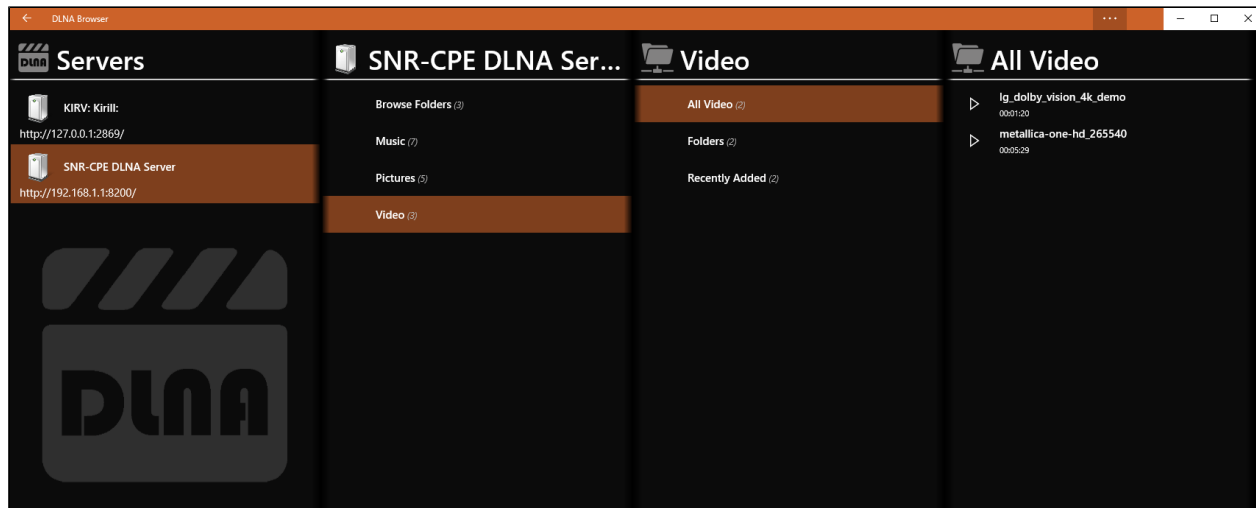 DLNA Browser
DLNA Servers
KIRV: Kirill:
http://127.0.0.1:2869/
SNR-CPE DLNA Server
http://192.168.1.1:8200/
DLNA
SNR-CPE DLNA Ser...
Browse Folders (3)
Music (7)
Pictures (5)
Video (3)
Video
All Video (2)
Folders (2)
Recently Added (2)
All Video
lg_dolby_vision_4k_demo
00:01:20
metallica-one-hd_265540
00:05:29